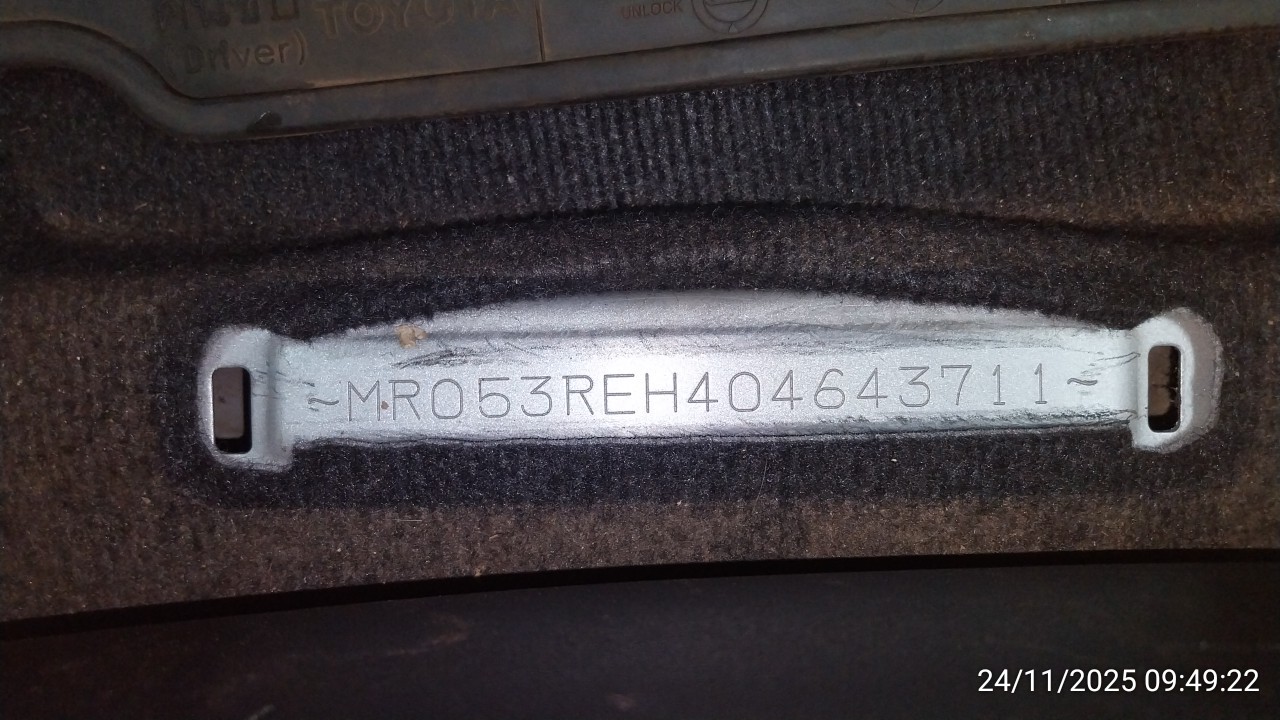 TOYOTA
UNLOCK
Driver)
~MR053REH404643711~
24/11/2025 09:49:22